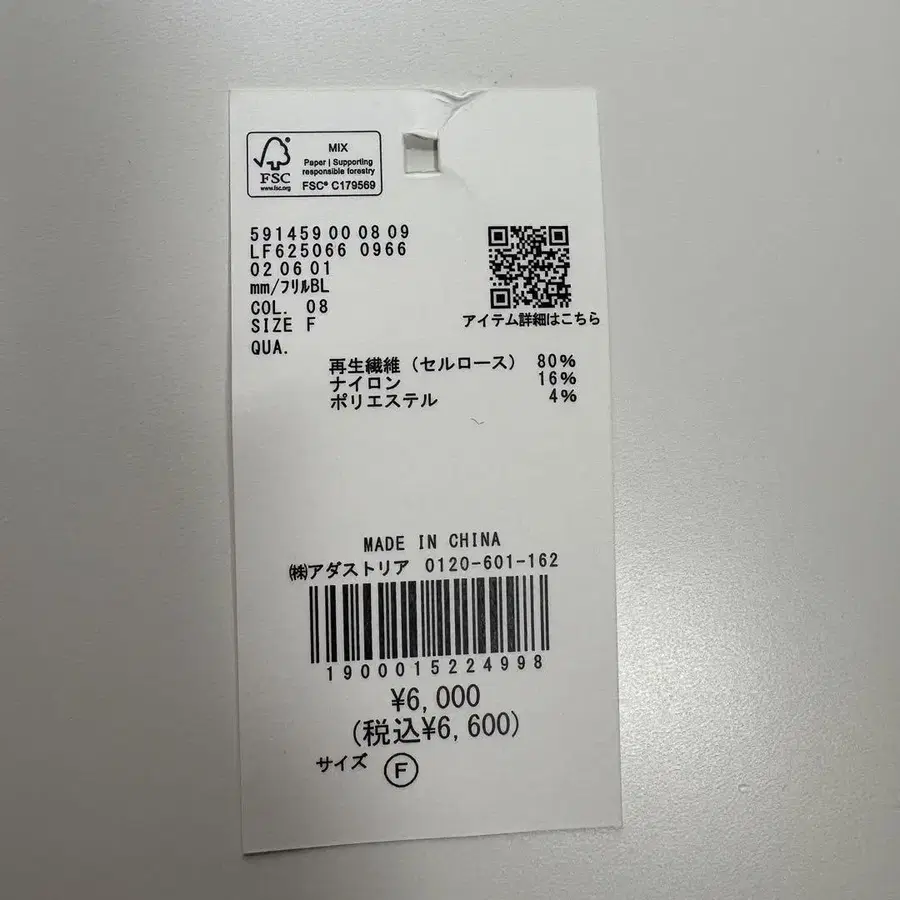 MIX
Paper | Supporting
responsible forestry
FSC® C179569
FSC
www.fsc.org
591459 00 08 09
LF625066 0966
02 06 01
mm/フリルBL
COL. 08
SIZE F
QUA.
アイテム詳細はこちら
再生繊維(セルロース) 80%
ナイロン 16%
ポリエステル 4%
MADE IN CHINA
㈱アダストリア 0120-601-162
1900015224998
¥6,000
(税込¥6,600)
サイズ F